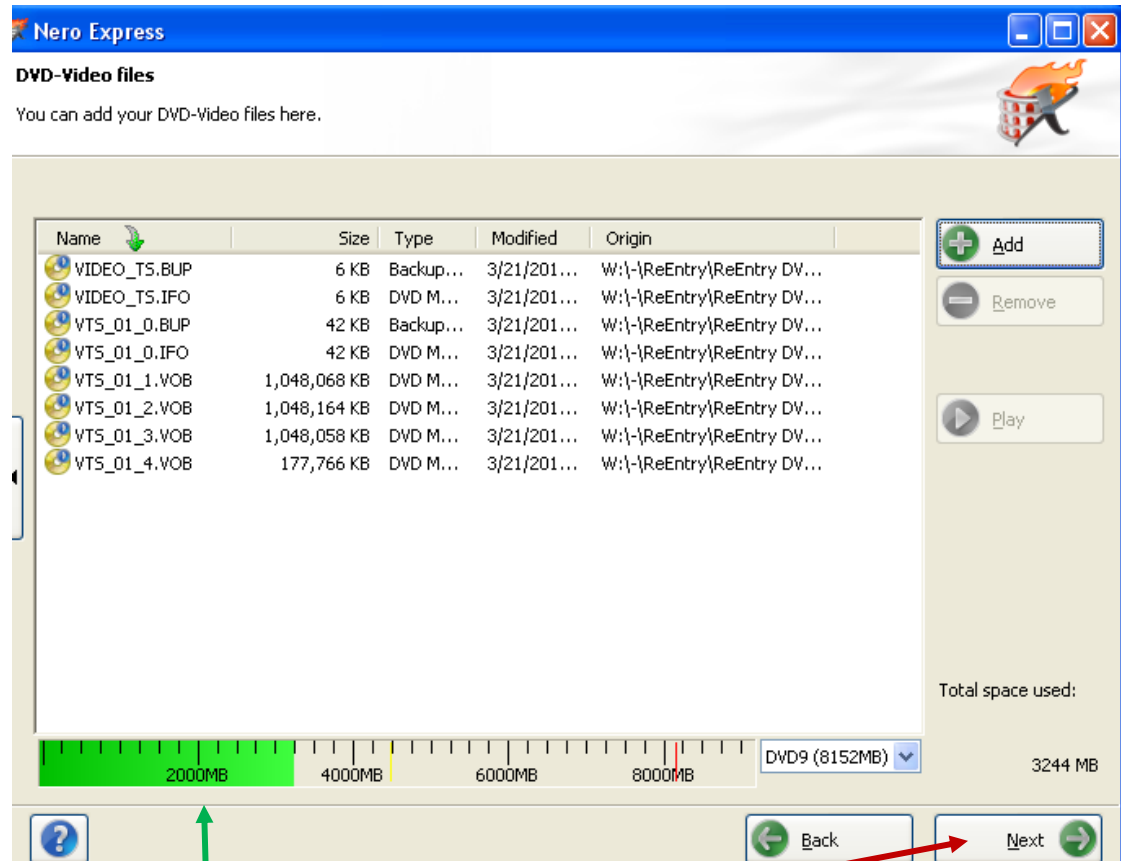 Nero Express
DVD-Video files
You can add your DVD-Video files here.
Name Size Type Modified Origin
VIDEO_TS.BUP 6 KB Backup... 3/21/201... W:\-\ReEntry\ReEntry DV...
VIDEO_TS.IFO 6 KB DVD M... 3/21/201... W:\-\ReEntry\ReEntry DV...
VTS_01_0.BUP 42 KB Backup... 3/21/201... W:\-\ReEntry\ReEntry DV...
VTS_01_0.IFO 42 KB DVD M... 3/21/201... W:\-\ReEntry\ReEntry DV...
VTS_01_1.VOB 1,048,068 KB DVD M... 3/21/201... W:\-\ReEntry\ReEntry DV...
VTS_01_2.VOB 1,048,164 KB DVD M... 3/21/201... W:\-\ReEntry\ReEntry DV...
VTS_01_3.VOB 1,048,058 KB DVD M... 3/21/201... W:\-\ReEntry\ReEntry DV...
VTS_01_4.VOB 177,766 KB DVD M... 3/21/201... W:\-\ReEntry\ReEntry DV...
Add
Remove
Play
Total space used:
2000MB 4000MB 6000MB 8000MB DVD9 (8152MB) 3244 MB
? Back Next